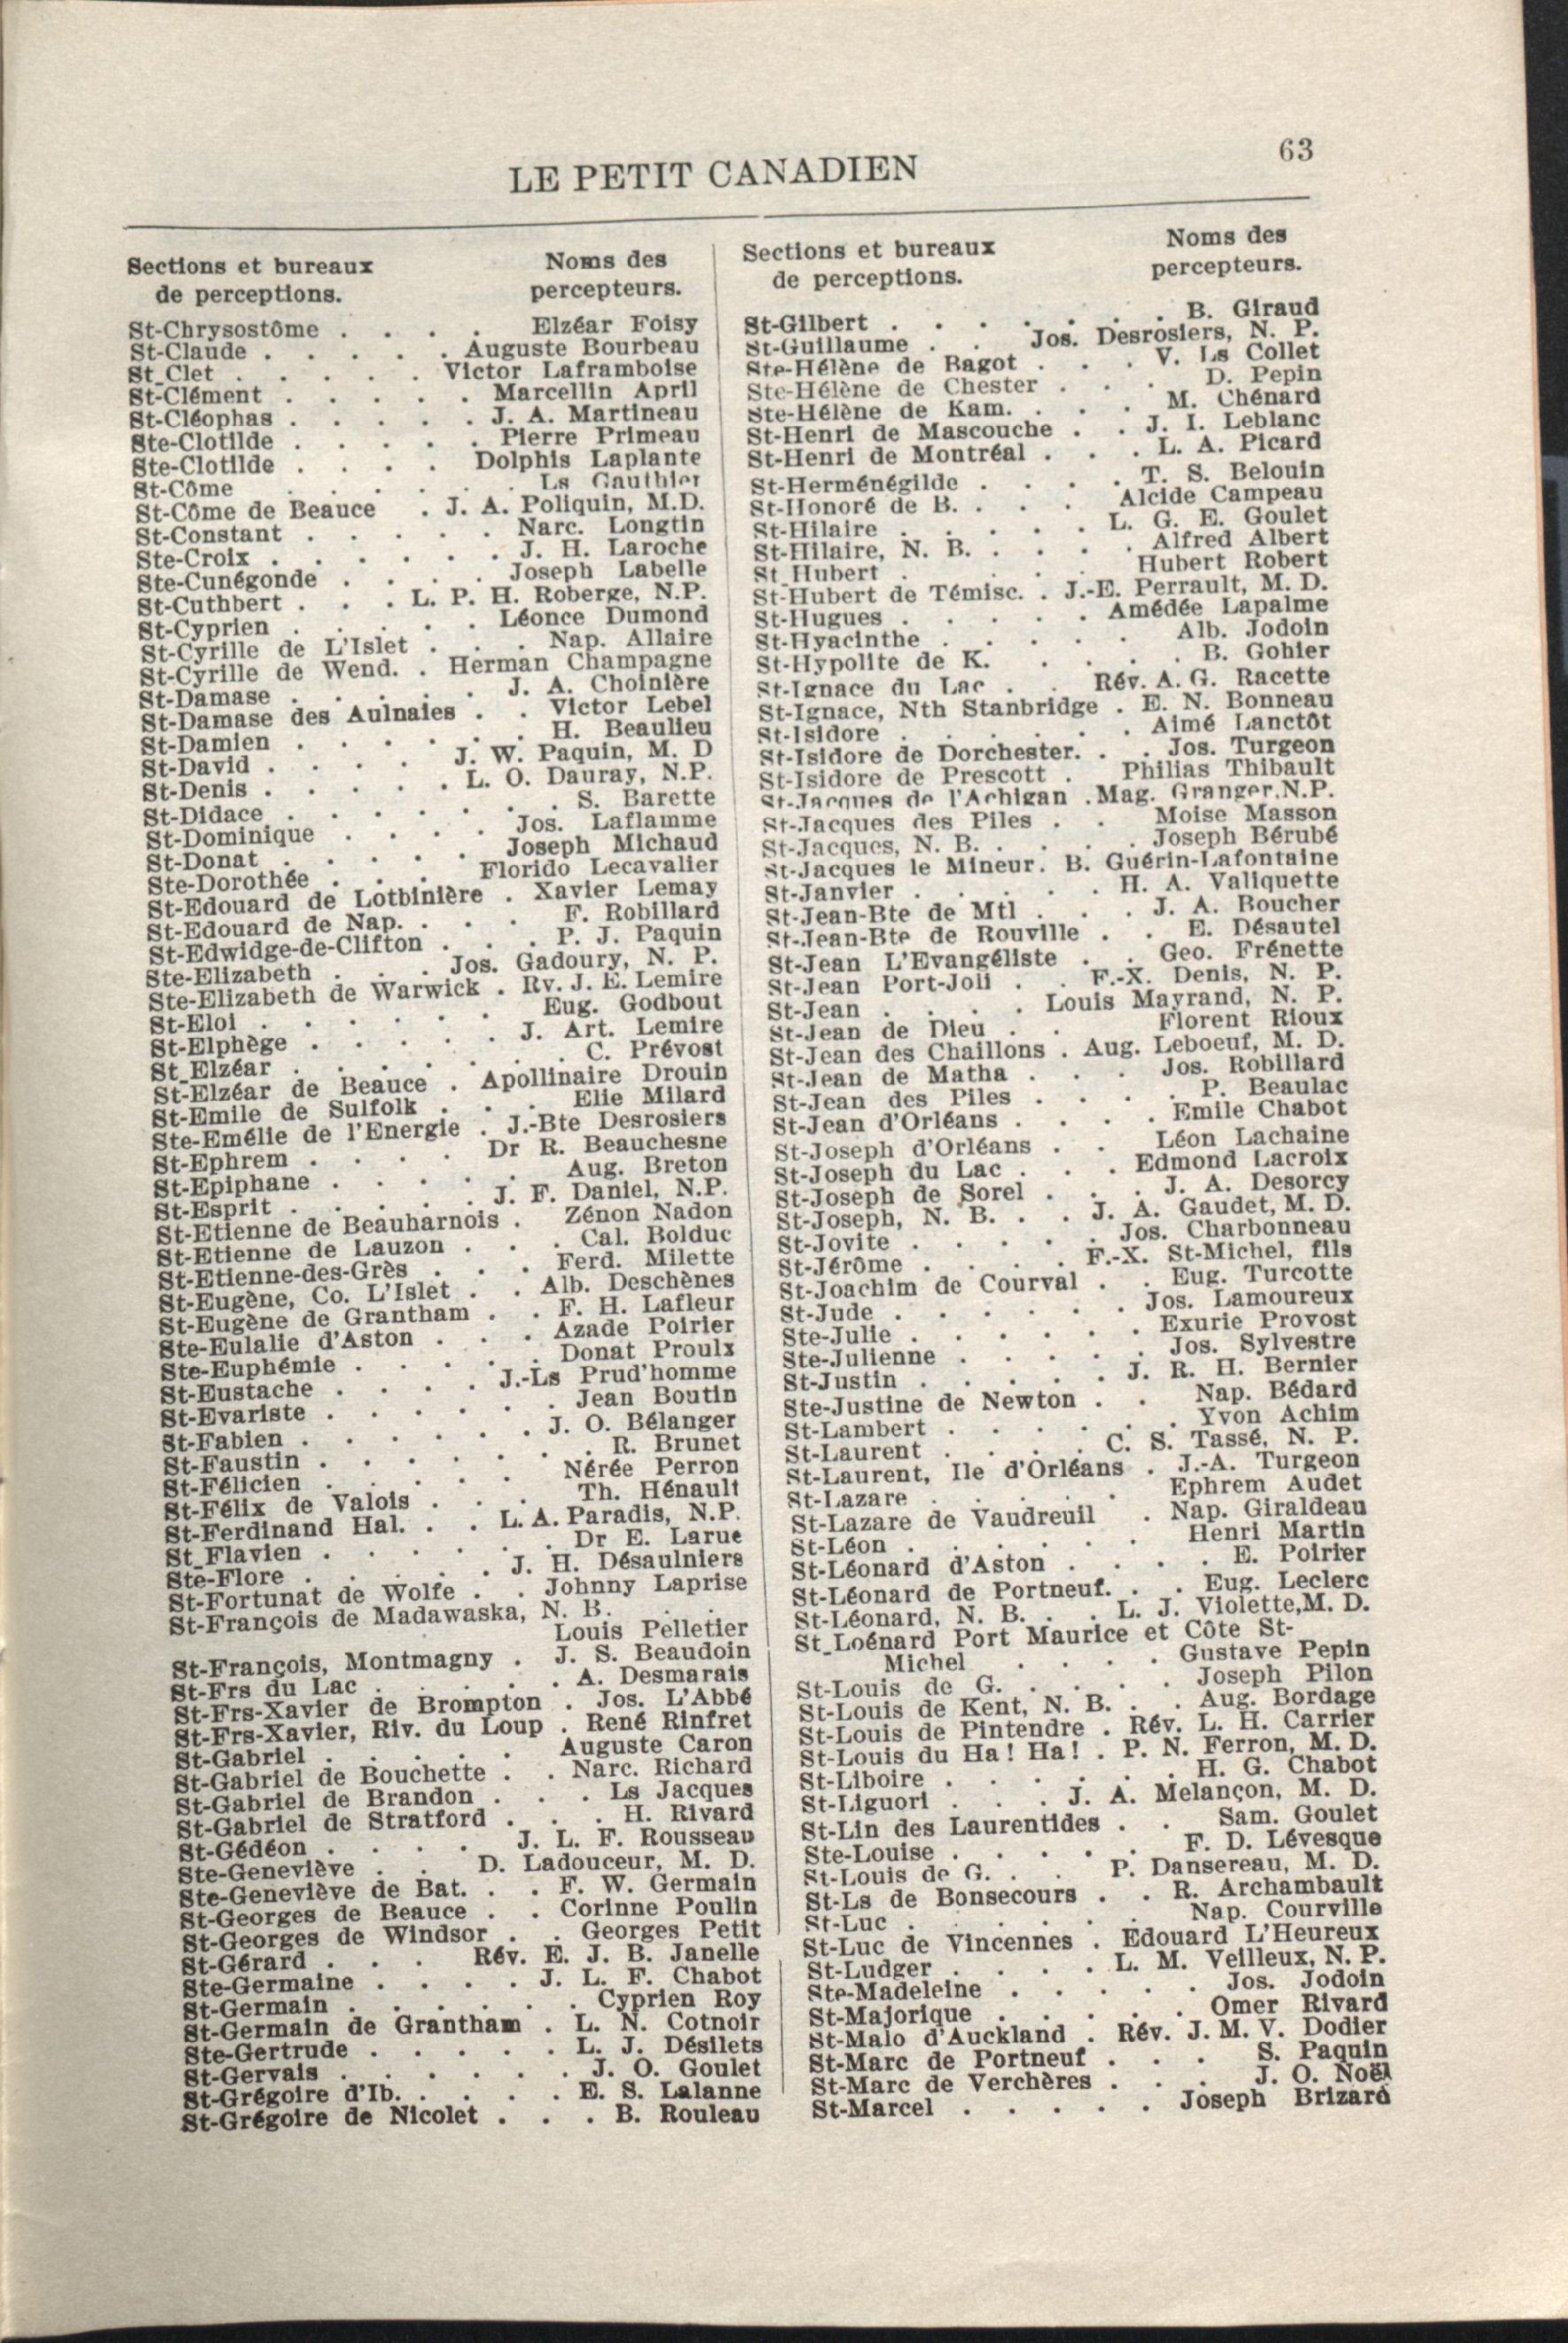 63
LE PETIT CANADIEN
Sections et bureaux Noms des
de perceptions. percepteurs.
St-Chrysostôme . . . . Elzéar Foisy
St-Claude . . . . . Auguste Bourbeau
St-Clet . . . . . Victor Laframboise
St-Clément . . . . . Marcellin April
St-Cléophas . . . . . J. A. Martineau
Ste-Clotilde . . . . . Pierre Primeau
Ste-Clotilde . . . . Dolphis Laplante
St-Côme . . . . . . Ls Gauthier
St-Côme de Beauce . J. A. Poliquin, M.D.
St-Constant . . . . . Narc. Longtin
Ste-Croix . . . . . . J. H. Laroche
Ste-Cunégonde . . . . Joseph Labelle
St-Cuthbert . . . L. P. H. Roberge, N.P.
St-Cyprien . . . . . Léonce Dumond
St-Cyrille de L'Islet . . . Nap. Allaire
St-Cyrille de Wend. . Herman Champagne
St-Damase . . . . . J. A. Choinière
St-Damase des Aulnaies . . Victor Lebel
St-Damien . . . . . . H. Beaulieu
St-David . . . . J. W. Paquin, M. D
St-Denis . . . . . L. O. Dauray, N.P.
St-Didace . . . . . . . S. Barette
St-Dominique . . . . Jos. Laflamme
St-Donat . . . . . Joseph Michaud
Ste-Dorothée . . . Florido Lecavalier
St-Edouard de Lotbinière . Xavier Lemay
St-Edouard de Nap. . . . F. Robillard
St-Edwidge-de-Clifton . . . P. J. Paquin
Ste-Elizabeth . . . Jos. Gadoury, N. P.
Ste-Elizabeth de Warwick . Rv. J. E. Lemire
St-Eloi . . . . . . Eug. Godbout
St-Elphège . . . . . J. Art. Lemire
St-Elzéar . . . . . . C. Prévost
St-Elzéar de Beauce . Apollinaire Drouin
St-Emile de Sulfolk . . . Elie Milard
Ste-Emélie de l'Energie . J.-Bte Desrosiers
St-Ephrem . . . . Dr R. Beauchesne
St-Epiphane . . . . . Aug. Breton
St-Esprit . . . . . J. F. Daniel, N.P.
St-Etienne de Beauharnois . Zénon Nadon
St-Etienne de Lauzon . . . Cal. Bolduc
St-Etienne-des-Grès . . . Ferd. Milette
St-Eugène, Co. L'Islet . . Alb. Deschènes
St-Eugène de Grantham . . F. H. Lafleur
Ste-Eulalie d'Aston . . . Azade Poirier
Ste-Euphémie . . . . . Donat Proulx
St-Eustache . . . . J.-Ls Prud'homme
St-Evariste . . . . . . Jean Boutin
St-Fabien . . . . . . J. O. Bélanger
St-Faustin . . . . . . . R. Brunet
St-Félicien . . . . . Nérée Perron
St-Félix de Valois . . . Th. Hénault
St-Ferdinand Hal. . . L. A. Paradis, N.P.
St-Flavien . . . . . . Dr E. Larue
Ste-Flore . . . . . J. H. Désaulniers
St-Fortunat de Wolfe . . Johnny Laprise
St-François de Madawaska, N. B. . .
Louis Pelletier
St-François, Montmagny . J. S. Beaudoin
St-Frs du Lac . . . . . A. Desmarais
St-Frs-Xavier de Brompton . Jos. L'Abbé
St-Frs-Xavier, Riv. du Loup . René Rinfret
St-Gabriel . . . . . Auguste Caron
St-Gabriel de Bouchette . . Narc. Richard
St-Gabriel de Brandon . . . Ls Jacques
St-Gabriel de Stratford . . . H. Rivard
St-Gédéon . . . . J. L. F. Rousseau
Ste-Geneviève . . D. Ladouceur, M. D.
Ste-Geneviève de Bat. . . F. W. Germain
St-Georges de Beauce . . Corinne Poulin
St-Georges de Windsor . . Georges Petit
St-Gérard . . . Rév. E. J. B. Janelle
Ste-Germaine . . . . J. L. F. Chabot
St-Germain . . . . . . Cyprien Roy
St-Germain de Grantham . L. N. Cotnoir
Ste-Gertrude . . . . . L. J. Désilets
St-Gervais . . . . . . J. O. Goulet
St-Grégoire d'Ib. . . . . E. S. Lalanne
St-Grégoire de Nicolet . . . B. Rouleau
Sections et bureaux Noms des
de perceptions. percepteurs.
St-Gilbert . . . . . . . B. Giraud
St-Guillaume . . Jos. Desrosiers, N. P.
Ste-Hélène de Bagot . . . V. Ls Collet
Ste-Hélène de Chester . . . D. Pepin
Ste-Hélène de Kam. . . . M. Chénard
St-Henri de Mascouche . . J. I. Leblanc
St-Henri de Montréal . . . L. A. Picard
St-Herménégilde . . . . T. S. Belouin
St-Honoré de B. . . . Alcide Campeau
St-Hilaire . . . . . L. G. E. Goulet
St-Hilaire, N. B. . . . . Alfred Albert
St-Hubert . . . . Hubert Robert
St-Hubert de Témisc. . J.-E. Perrault, M. D.
St-Hugues . . . . . Amédée Lapalme
St-Hyacinthe . . . . . Alb. Jodoin
St-Hypolite de K. . . . . B. Gohier
St-Ignace du Lac . . Rév. A. G. Racette
St-Ignace, Nth Stanbridge . E. N. Bonneau
St-Isidore . . . . . . Aimé Lanctôt
St-Isidore de Dorchester. . . Jos. Turgeon
St-Isidore de Prescott . Philias Thibault
St-Jacques de l'Achigan . Mag. Granger, N.P.
St-Jacques des Piles . . Moise Masson
St-Jacques, N. B. . . . . Joseph Bérubé
St-Jacques le Mineur. B. Guérin-Lafontaine
St-Janvier . . . . . H. A. Valiquette
St-Jean-Bte de Mtl . . . J. A. Boucher
St-Jean-Bte de Rouville . . E. Désautel
St-Jean L'Evangéliste . . Geo. Frénette
St-Jean Port-Joli . . F.-X. Denis, N. P.
St-Jean . . . . Louis Mayrand, N. P.
St-Jean de Dieu . . Florent Rioux
St-Jean des Chaillons . Aug. Leboeuf, M. D.
St-Jean de Matha . . . Jos. Robillard
St-Jean des Piles . . . . P. Beaulac
St-Jean d'Orléans . . . . Emile Chabot
St-Joseph d'Orléans . . Léon Lachaine
St-Joseph du Lac . . . Edmond Lacroix
St-Joseph de Sorel . . . J. A. Desorcy
St-Joseph, N. B. . . J. A. Gaudet, M. D.
St-Jovite . . . . . Jos. Charbonneau
St-Jérôme . . . . F.-X. St-Michel, fils
St-Joachim de Courval . . Eug. Turcotte
St-Jude . . . . . . Jos. Lamoureux
Ste-Julie . . . . . . Exurie Provost
Ste-Julienne . . . . . Jos. Sylvestre
St-Justin . . . . . J. R. H. Bernier
Ste-Justine de Newton . . Nap. Bédard
St-Lambert . . . . . . Yvon Achim
St-Laurent . . . . C. S. Tassé, N. P.
St-Laurent, Ile d'Orléans . J.-A. Turgeon
St-Lazare . . . . . Ephrem Audet
St-Lazare de Vaudreuil . Nap. Giraldeau
St-Léon . . . . . . Henri Martin
St-Léonard d'Aston . . . . E. Poirier
St-Léonard de Portneuf. . . Eug. Leclerc
St-Léonard, N. B. . . L. J. Violette, M. D.
St-Loénard Port Maurice et Côte St-
Michel . . . . Gustave Pepin
St-Louis de G. . . . . Joseph Pilon
St-Louis de Kent, N. B. . . Aug. Bordage
St-Louis de Pintendre . Rév. L. H. Carrier
St-Louis du Ha! Ha! . P. N. Ferron, M. D.
St-Liboire . . . . . . H. G. Chabot
St-Liguori . . . J. A. Melançon, M. D.
St-Lin des Laurentides . . Sam. Goulet
Ste-Louise . . . . . F. D. Lévesque
St-Louis de G. . . P. Dansereau, M. D.
St-Ls de Bonsecours . . R. Archambault
St-Luc . . . . . . Nap. Courville
St-Luc de Vincennes . Edouard L'Heureux
St-Ludger . . . . L. M. Veilleux, N. P.
Ste-Madeleine . . . . . Jos. Jodoin
St-Majorique . . . . . Omer Rivard
St-Malo d'Auckland . Rév. J. M. V. Dodier
St-Marc de Portneuf . . . S. Paquin
St-Marc de Verchères . . . J. O. Noël
St-Marcel . . . . . Joseph Brizard